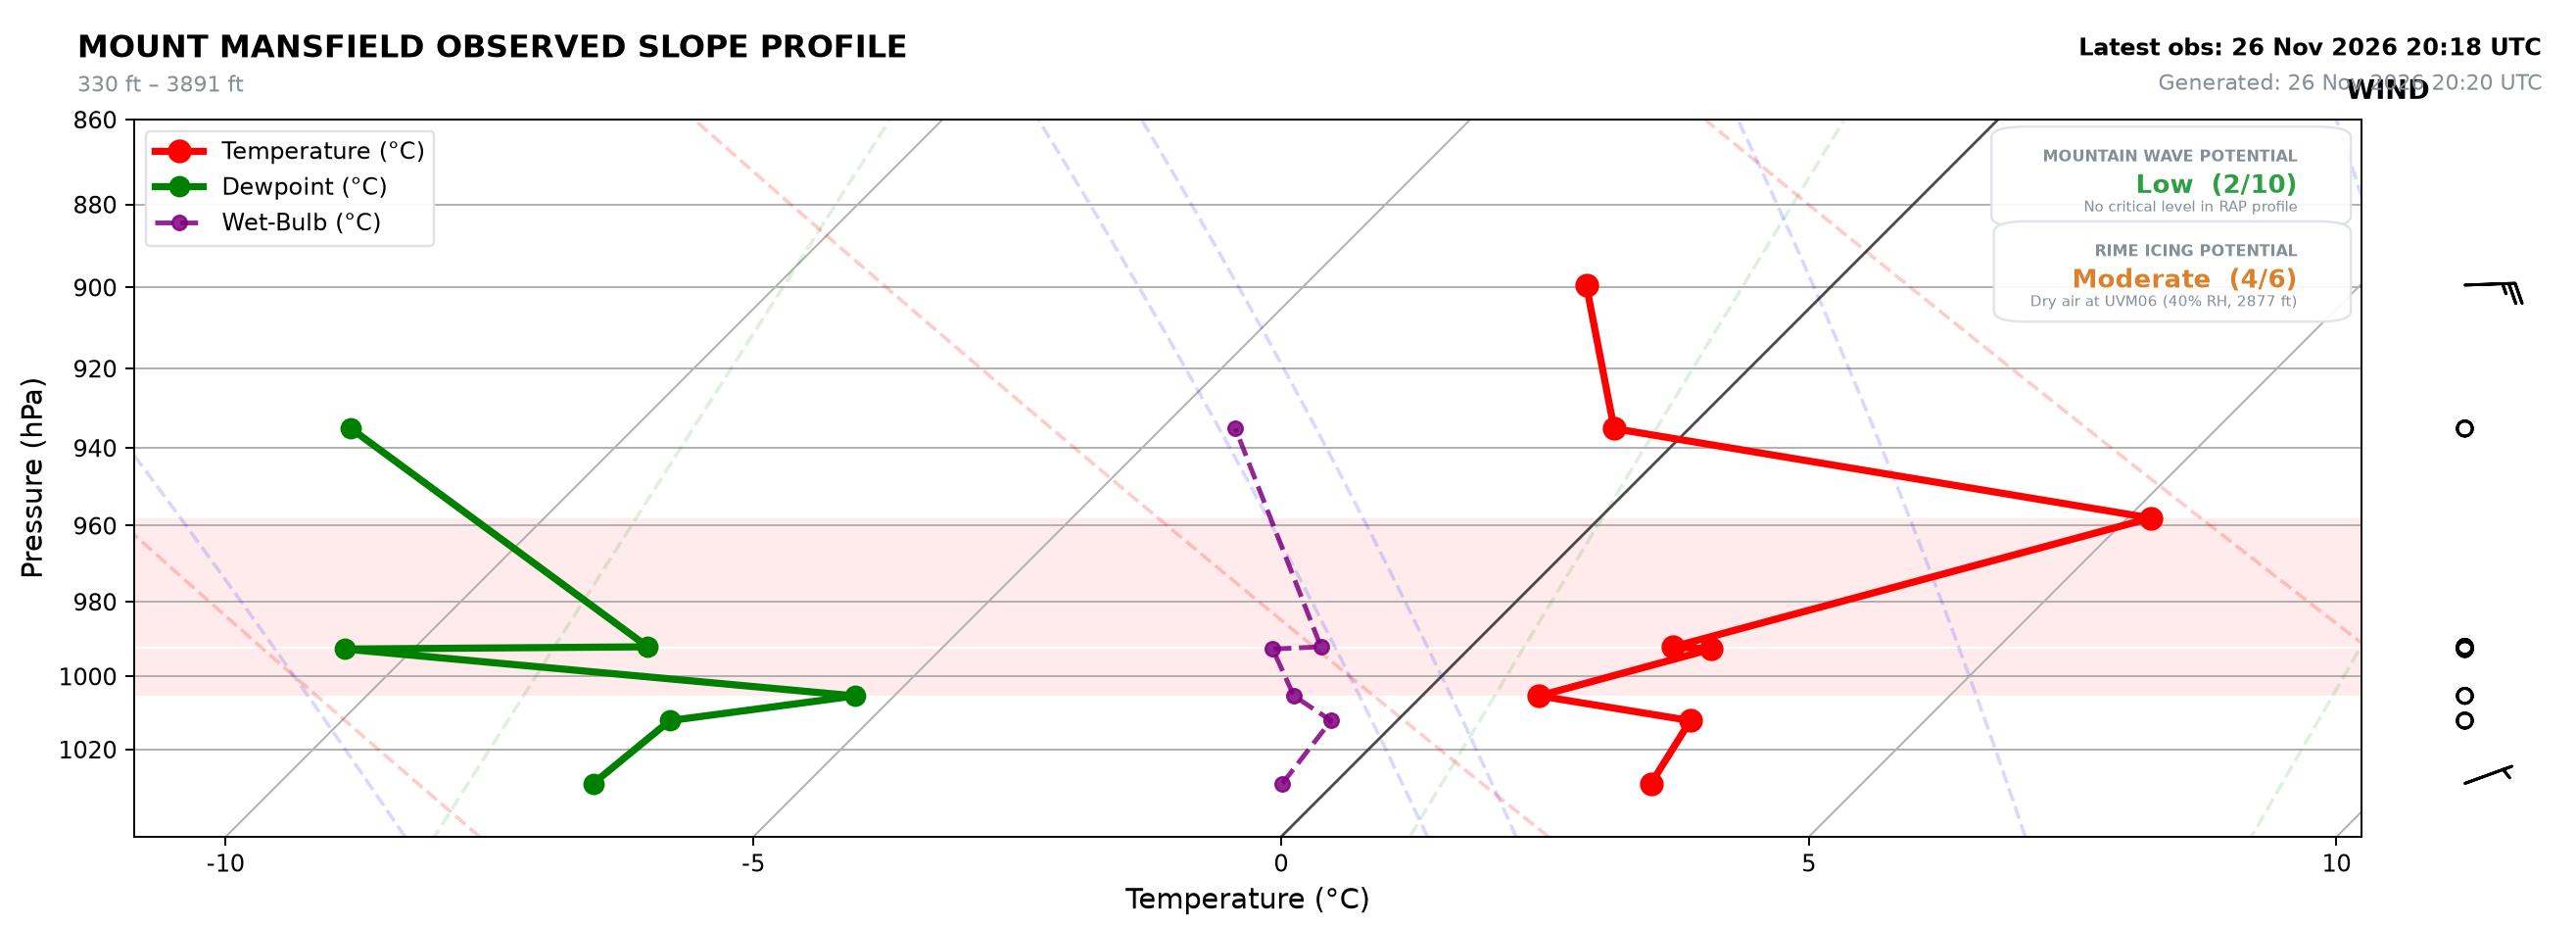 MOUNT MANSFIELD OBSERVED SLOPE PROFILE
330 ft – 3891 ft
Latest obs: 26 Nov 2026 20:18 UTC
Generated: 26 Nov 2026 20:20 UTC
WIND
Temperature (°C)
Dewpoint (°C)
Wet-Bulb (°C)
MOUNTAIN WAVE POTENTIAL
Low (2/10)
No critical level in RAP profile
RIME ICING POTENTIAL
Moderate (4/6)
Dry air at UVM06 (40% RH, 2877 ft)
Pressure (hPa)
860
880
900
920
940
960
980
1000
1020
-10
-5
0
5
10
Temperature (°C)